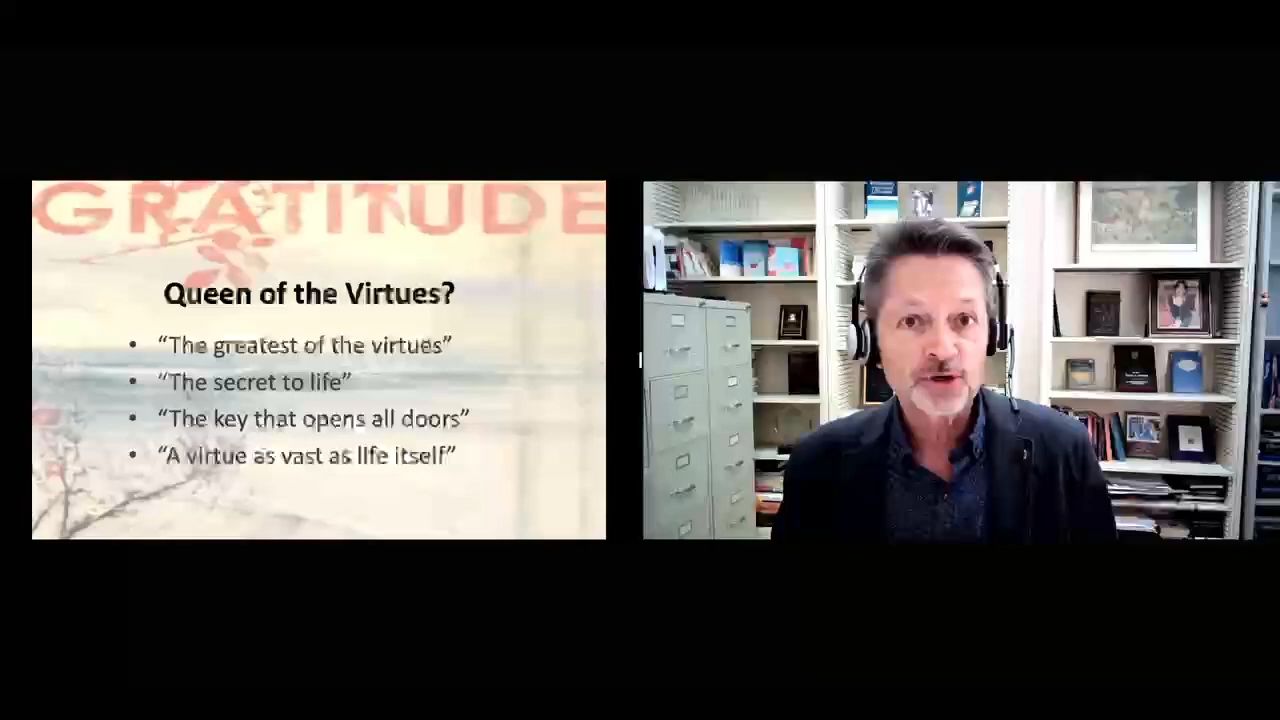 GRATITUDE
Queen of the Virtues?
• “The greatest of the virtues”
• “The secret to life”
• “The key that opens all doors”
• “A virtue as vast as life itself”